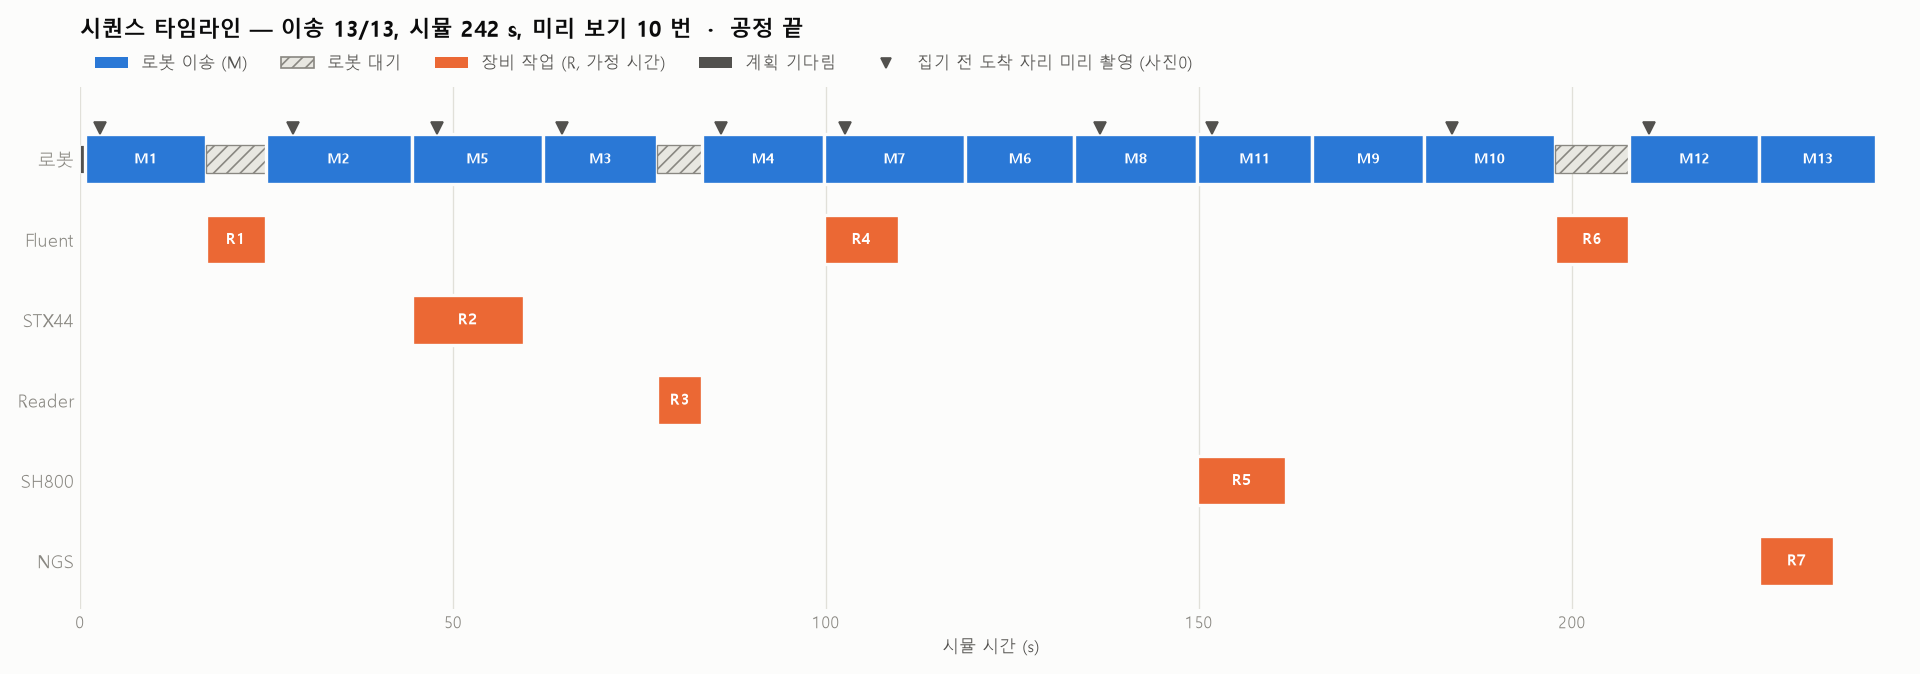 시퀀스 타임라인 — 이송 13/13, 시뮬 242 s, 미리 보기 10 번 · 공정 끝
로봇 이송 (M) 로봇 대기 장비 작업 (R, 가정 시간) 계획 기다림 집기 전 도착 자리 미리 촬영 (사진0)
로봇 M1 M2 M5 M3 M4 M7 M6 M8 M11 M9 M10 M12 M13
Fluent R1 R4 R6
STX44 R2
Reader R3
SH800 R5
NGS R7
0 50 100 150 200
시뮬 시간 (s)